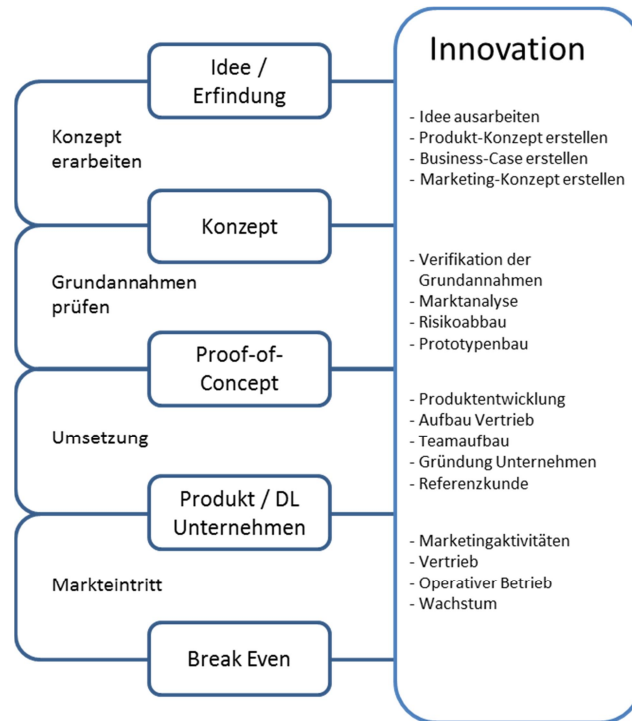 Innovation
Idee /
Erfindung
Konzept
erarbeiten
- Idee ausarbeiten
- Produkt-Konzept erstellen
- Business-Case erstellen
- Marketing-Konzept erstellen
Konzept
Grundannahmen
prüfen
- Verifikation der
Grundannahmen
- Marktanalyse
- Risikoabbau
- Prototypenbau
Proof-of-
Concept
Umsetzung
- Produktentwicklung
- Aufbau Vertrieb
- Teamaufbau
- Gründung Unternehmen
- Referenzkunde
Produkt / DL
Unternehmen
Markteintritt
- Marketingaktivitäten
- Vertrieb
- Operativer Betrieb
- Wachstum
Break Even